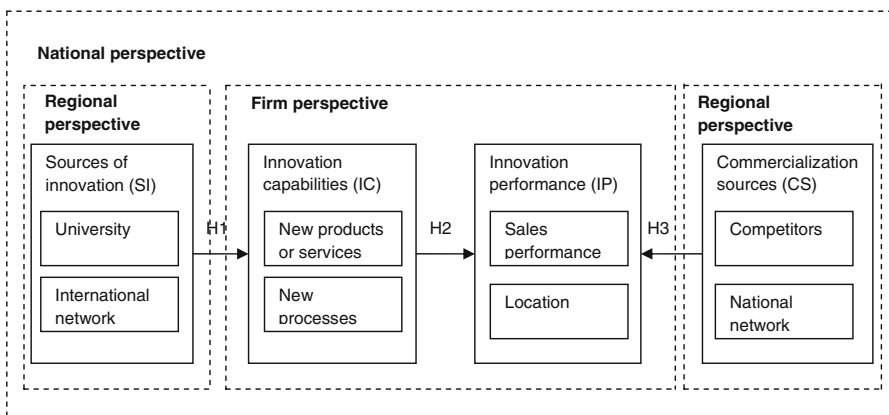 National perspective
Regional
perspective
Sources of
innovation (SI)
University
International
network
H1
Firm perspective
Innovation
capabilities (IC)
New products
or services
New
processes
H2
Innovation
performance (IP)
Sales
performance
Location
H3
Regional
perspective
Commercialization
sources (CS)
Competitors
National
network